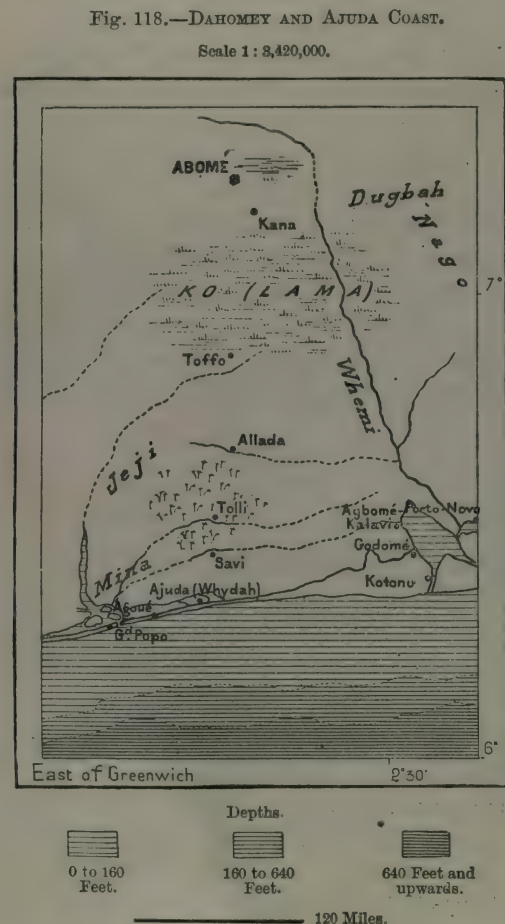 Fig. 118.—DAHOMEY AND AJUDA COAST.
Scale 1 : 3,420,000.
ABOME
Dugbah
Nago
Kana
7°
KO (LAMA)
Toffo
Whemi
Allada
Jeji
Tolli
Agbomé-Kalavi
Porto-Novo
Godomé
Savi
Mina
Kotonu
Ajuda (Whydah)
Agoué
Gd. Popo
6°
East of Greenwich
2°30'
Depths.
0 to 160
Feet.
160 to 640
Feet.
640 Feet and
upwards.
120 Miles.